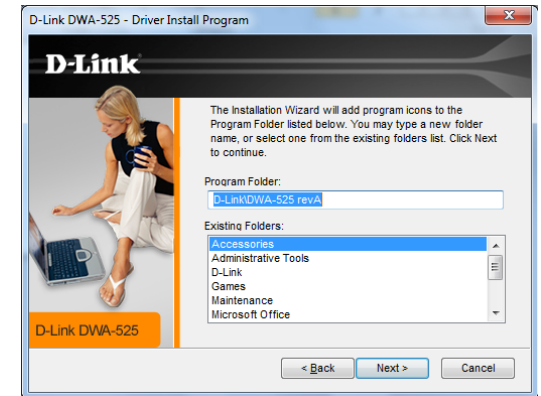 D-Link DWA-525 - Driver Install Program
D-Link
The Installation Wizard will add program icons to the
Program Folder listed below. You may type a new folder
name, or select one from the existing folders list. Click Next
to continue.
Program Folder:
D-Link\DWA-525 revA
Existing Folders:
Accessories
Administrative Tools
D-Link
Games
Maintenance
Microsoft Office
D-Link DWA-525
< Back
Next >
Cancel